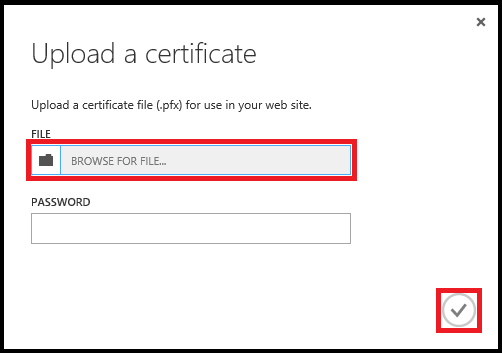 Upload a certificate
Upload a certificate file (.pfx) for use in your web site.
FILE
BROWSE FOR FILE...
PASSWORD